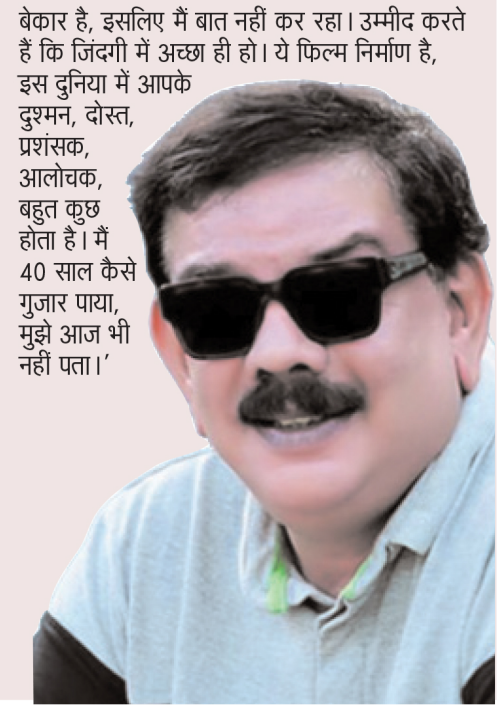 बेकार है, इसलिए मैं बात नहीं कर रहा। उम्मीद करते
हैं कि जिंदगी में अच्छा ही हो। ये फिल्म निर्माण है,
इस दुनिया में आपके
दुश्मन, दोस्त,
प्रशंसक,
आलोचक,
बहुत कुछ
होता है। मैं
40 साल कैसे
गुजार पाया,
मुझे आज भी
नहीं पता।’